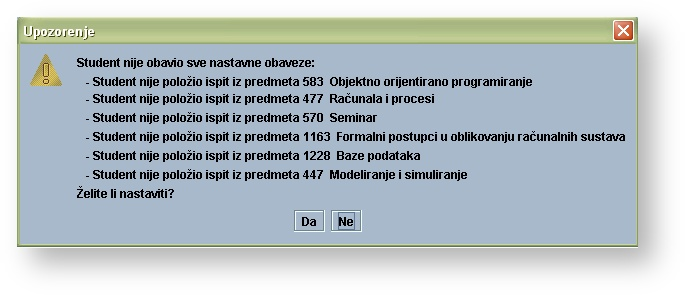 Upozorenje
Student nije obavio sve nastavne obaveze:
- Student nije položio ispit iz predmeta 583 Objektno orijentirano programiranje
- Student nije položio ispit iz predmeta 477 Računala i procesi
- Student nije položio ispit iz predmeta 570 Seminar
- Student nije položio ispit iz predmeta 1163 Formalni postupci u oblikovanju računalnih sustava
- Student nije položio ispit iz predmeta 1228 Baze podataka
- Student nije položio ispit iz predmeta 447 Modeliranje i simuliranje
Želite li nastaviti?
Da Ne